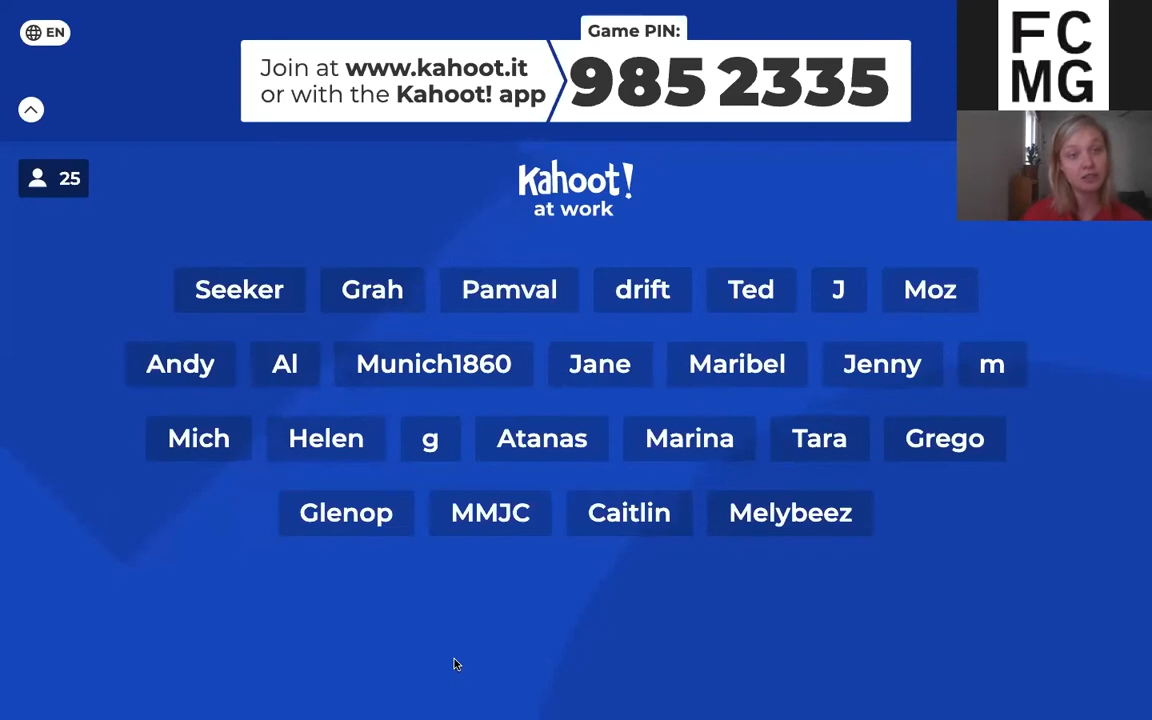 EN
Game PIN:
Join at www.kahoot.it
or with the Kahoot! app
985 2335
FC
MG
25
Kahoot!
at work
Seeker Grah Pamval drift Ted J Moz
Andy Al Munich1860 Jane Maribel Jenny m
Mich Helen g Atanas Marina Tara Grego
Glenop MMJC Caitlin Melybeez